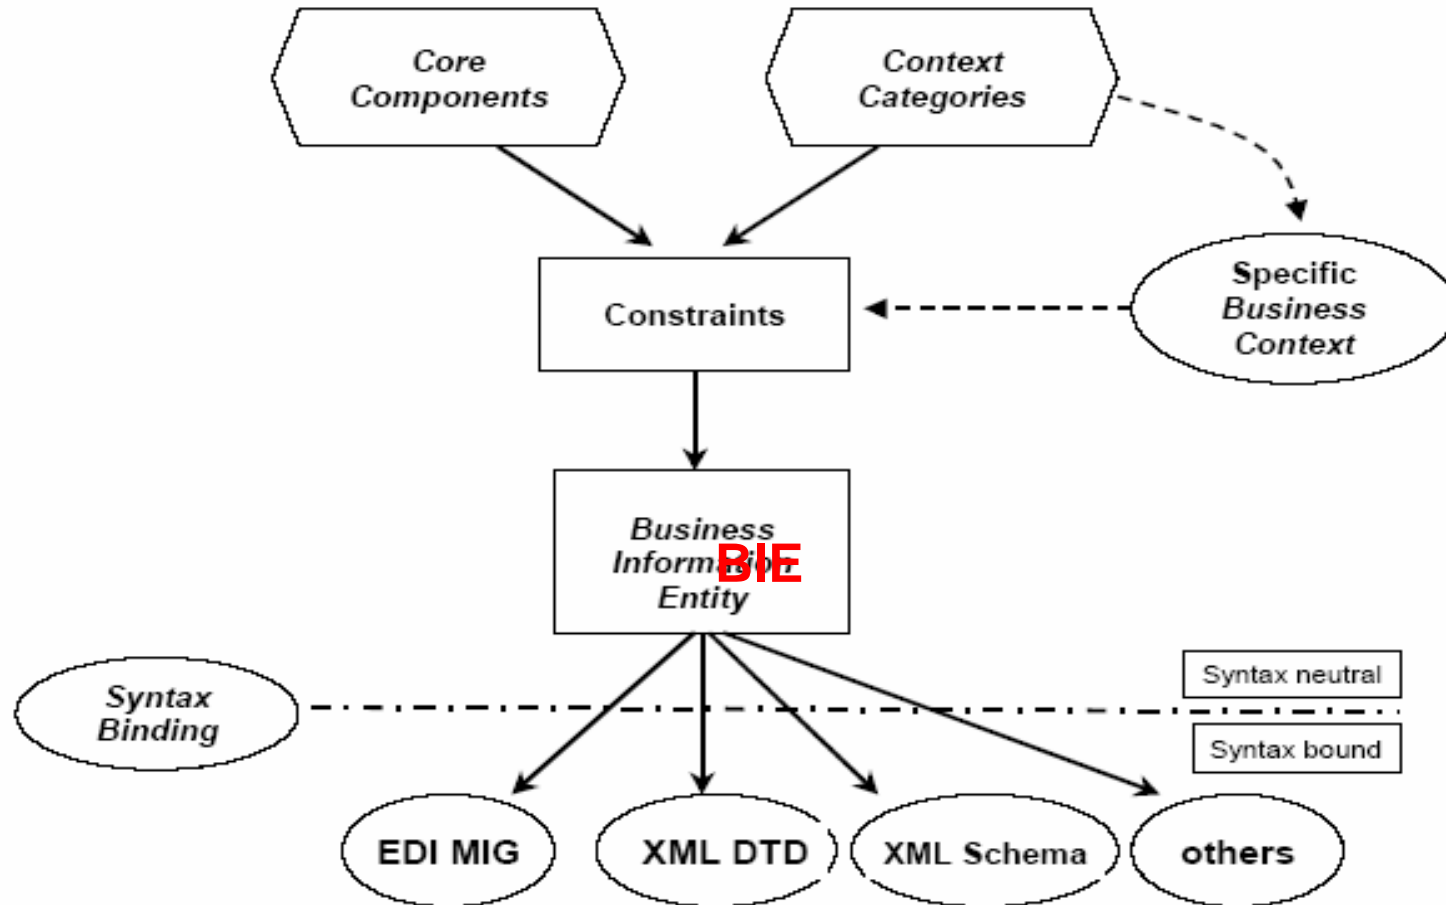 Core
Components
Context
Categories
Specific
Business
Context
Constraints
Business
Information
Entity
BIE
Syntax neutral
Syntax
Binding
Syntax bound
EDI MIG
XML DTD
XML Schema
others